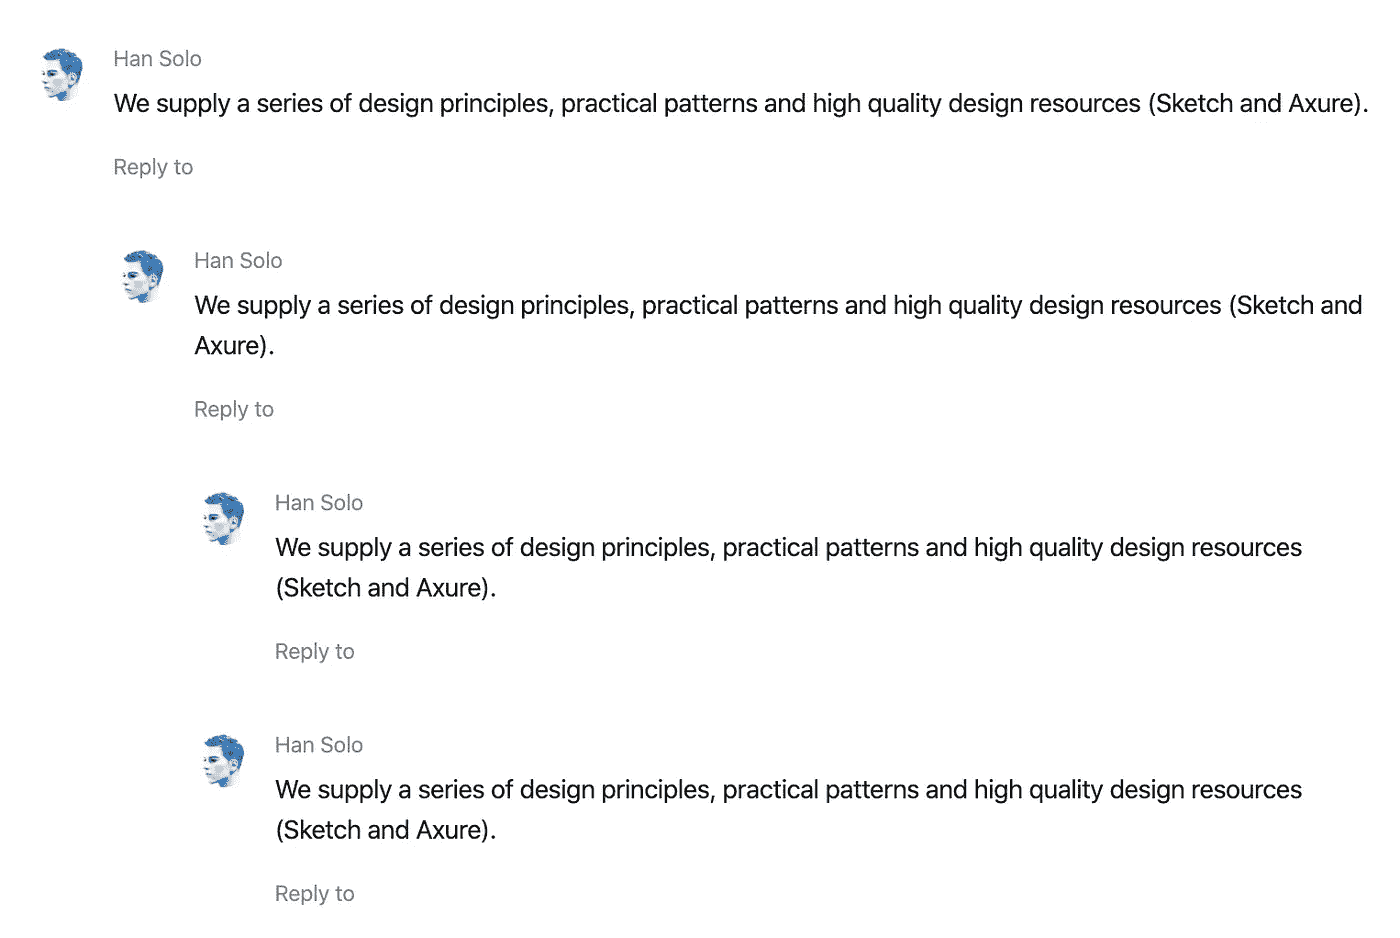 Han Solo
We supply a series of design principles, practical patterns and high quality design resources (Sketch and Axure).
Reply to
Han Solo
We supply a series of design principles, practical patterns and high quality design resources (Sketch and
Axure).
Reply to
Han Solo
We supply a series of design principles, practical patterns and high quality design resources
(Sketch and Axure).
Reply to
Han Solo
We supply a series of design principles, practical patterns and high quality design resources
(Sketch and Axure).
Reply to